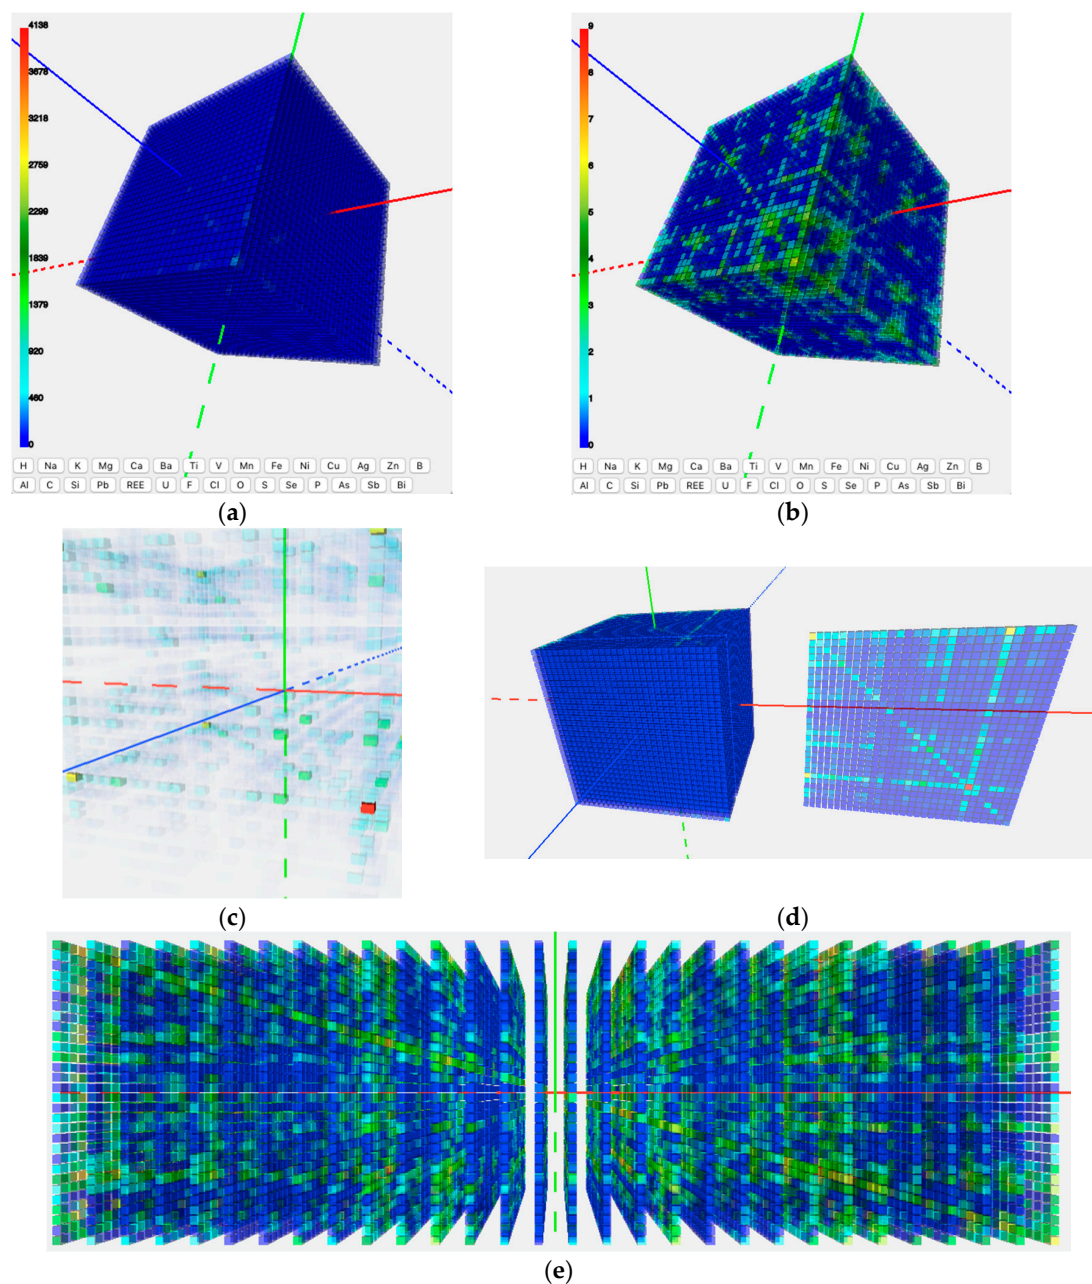 4138
3678
3218
2759
2299
1839
1379
920
460
0
H Na K Mg Ca Ba Ti V Mn Fe Ni Cu Ag Zn B
Al C Si Pb REE U F Cl O S Se P As Sb Bi
(a)
9
8
7
6
5
4
3
2
1
0
H Na K Mg Ca Ba Ti V Mn Fe Ni Cu Ag Zn B
Al C Si Pb REE U F Cl O S Se P As Sb Bi
(b)
(c)
(d)
(e)